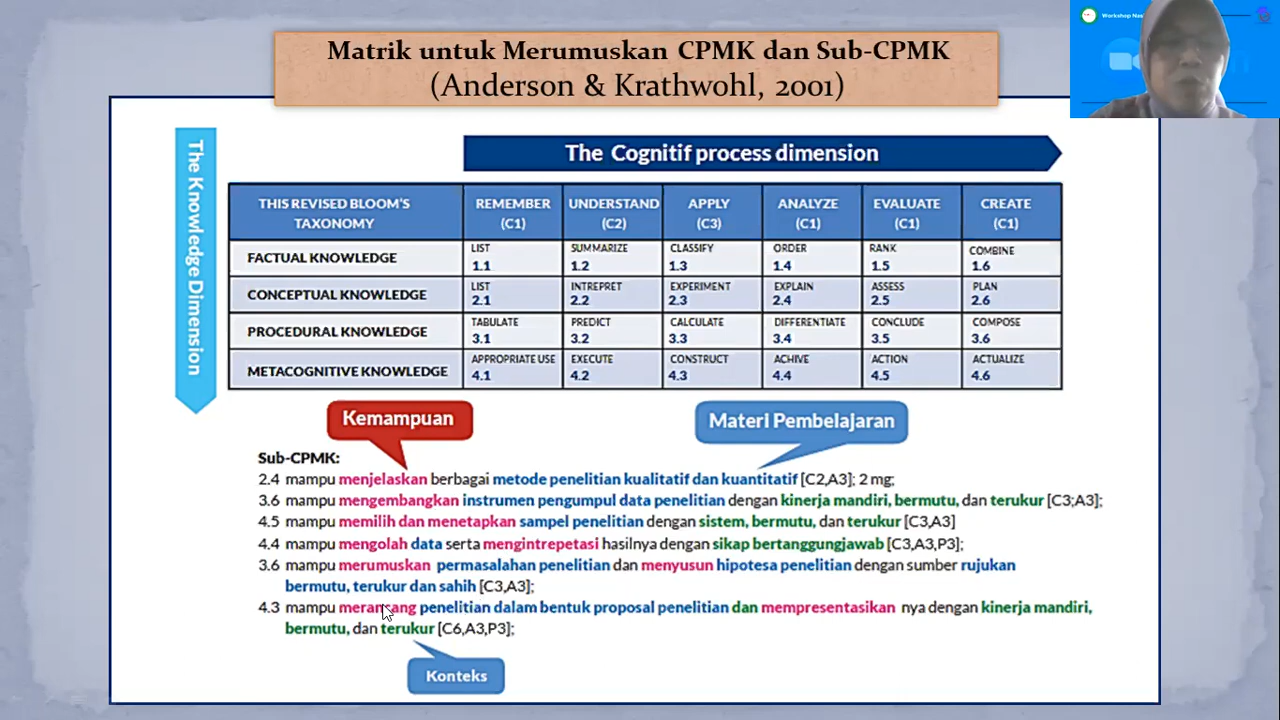 Matrik untuk Merumuskan CPMK dan Sub-CPMK
(Anderson & Krathwohl, 2001)
Workshop Nas
The Cognitif process dimension
The Knowledge Dimension
THIS REVISED BLOOM'S TAXONOMY REMEMBER (C1) UNDERSTAND (C2) APPLY (C3) ANALYZE (C1) EVALUATE (C1) CREATE (C1)
FACTUAL KNOWLEDGE LIST 1.1 SUMMARIZE 1.2 CLASSIFY 1.3 ORDER 1.4 RANK 1.5 COMBINE 1.6
CONCEPTUAL KNOWLEDGE LIST 2.1 INTREPRET 2.2 EXPERIMENT 2.3 EXPLAIN 2.4 ASSESS 2.5 PLAN 2.6
PROCEDURAL KNOWLEDGE TABULATE 3.1 PREDICT 3.2 CALCULATE 3.3 DIFFERENTIATE 3.4 CONCLUDE 3.5 COMPOSE 3.6
METACOGNITIVE KNOWLEDGE APPROPRIATE USE 4.1 EXECUTE 4.2 CONSTRUCT 4.3 ACHIVE 4.4 ACTION 4.5 ACTUALIZE 4.6
Kemampuan
Materi Pembelajaran
Sub-CPMK:
2.4 mampu menjelaskan berbagai metode penelitian kualitatif dan kuantitatif [C2,A3]; 2 mg;
3.6 mampu mengembangkan instrumen pengumpul data penelitian dengan kinerja mandiri, bermutu, dan terukur [C3;A3];
4.5 mampu memilih dan menetapkan sampel penelitian dengan sistem, bermutu, dan terukur [C3,A3]
4.4 mampu mengolah data serta mengintrepetasi hasilnya dengan sikap bertanggungjawab [C3,A3,P3];
3.6 mampu merumuskan permasalahan penelitian dan menyusun hipotesa penelitian dengan sumber rujukan
bermutu, terukur dan sahih [C3,A3];
4.3 mampu merancang penelitian dalam bentuk proposal penelitian dan mempresentasikan nya dengan kinerja mandiri,
bermutu, dan terukur [C6,A3,P3];
Konteks